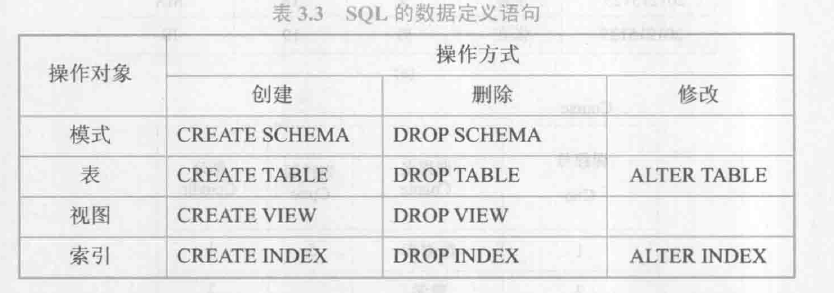 表 3.3 SQL 的数据定义语句
操作对象 操作方式
创建 删除 修改
模式 CREATE SCHEMA DROP SCHEMA
表 CREATE TABLE DROP TABLE ALTER TABLE
视图 CREATE VIEW DROP VIEW
索引 CREATE INDEX DROP INDEX ALTER INDEX